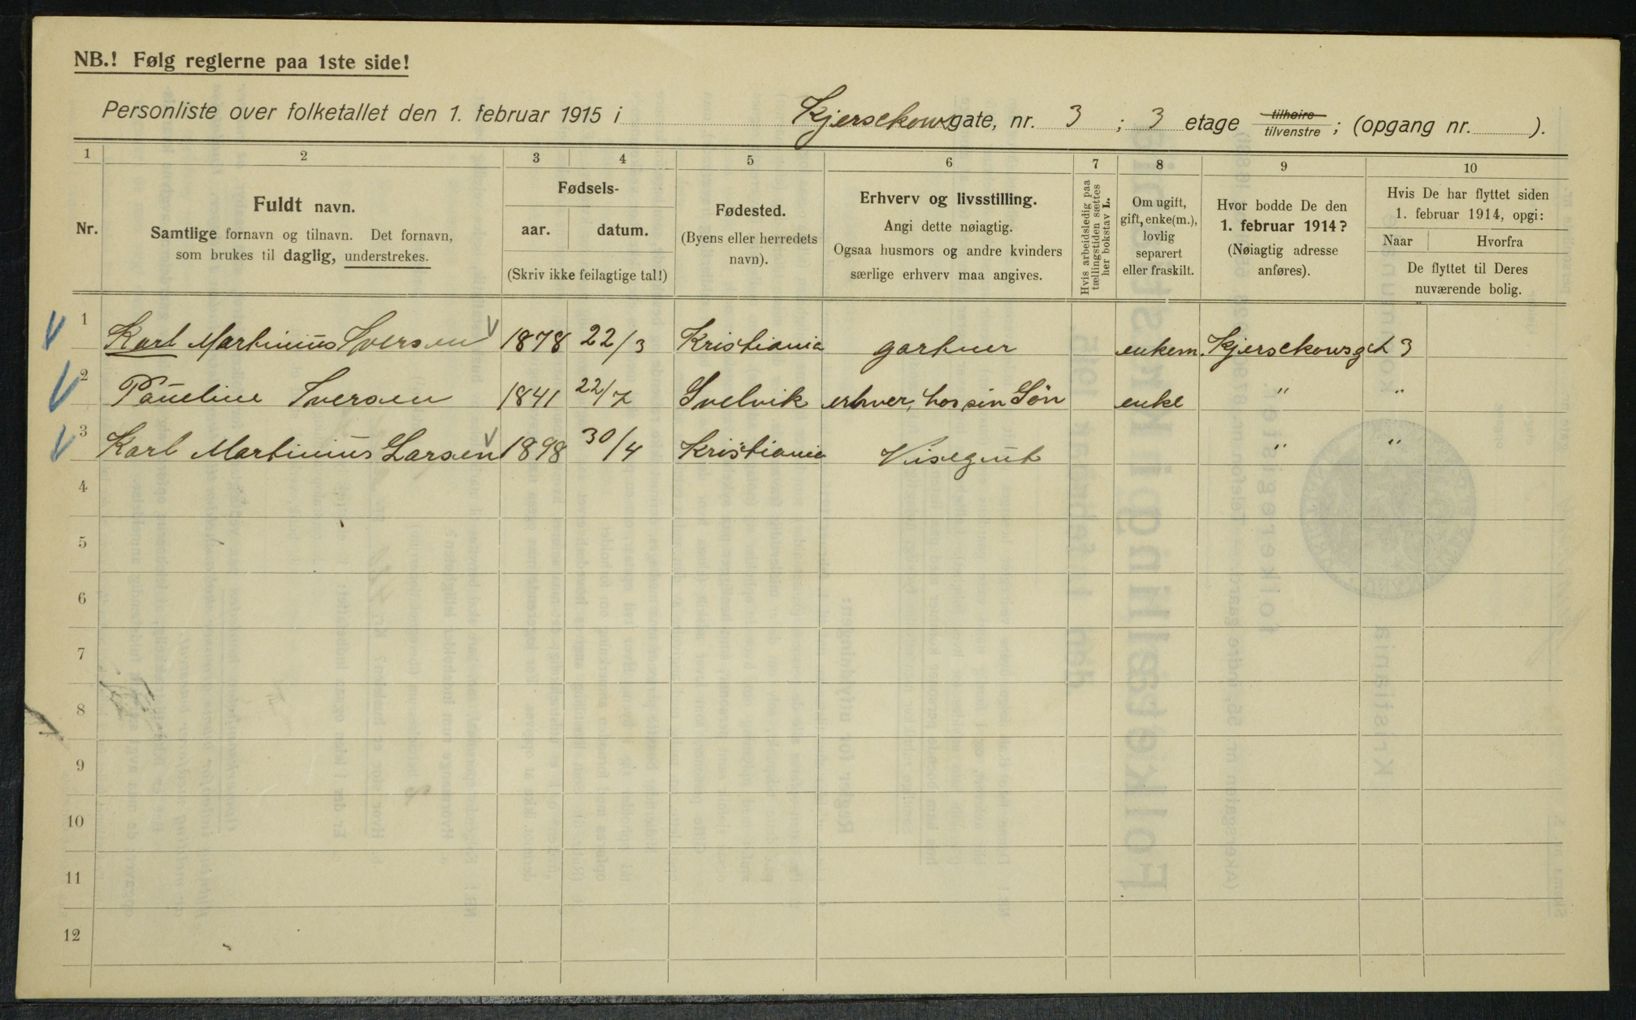 NB.! Følg reglerne paa 1ste side!
Personliste over folketallet den 1. februar 1915 i Kjerschows gate, nr. 3 ; 3 etage tilhøire tilvenstre ; (opgang nr. ).
1 2 3 4 5 6 7 8 9 10
Nr.
Fuldt navn.
Samtlige fornavn og tilnavn. Det fornavn,
som brukes til daglig, understrekes.
Fødsels-
aar. datum.
(Skriv ikke feilagtige tal!)
Fødested.
(Byens eller herredets
navn).
Erhverv og livsstilling.
Angi dette nøiagtig.
Ogsaa husmors og andre kvinders
særlige erhverv maa angives.
Hvis arbeidsledig paa
tællingstiden sættes
her bokstav L.
Om ugift,
gift, enke(m.),
lovlig
separert
eller fraskilt.
Hvor bodde De den
1. februar 1914?
(Nøiagtig adresse
anføres).
Hvis De har flyttet siden
1. februar 1914, opgi:
Naar Hvorfra
De flyttet til Deres
nuværende bolig.
1 Karl Martinius Iversen 1878 22/3 Kristiania gartner enkem. Kjerschowsgt 3
2 Pauline Iversen 1841 22/7 Svelvik erhver, hos sin Søn enke " "
3 Karl Martinius Larsen 1898 30/4 Kristiania Visegut " "
4
5
6
7
8
9
10
11
12